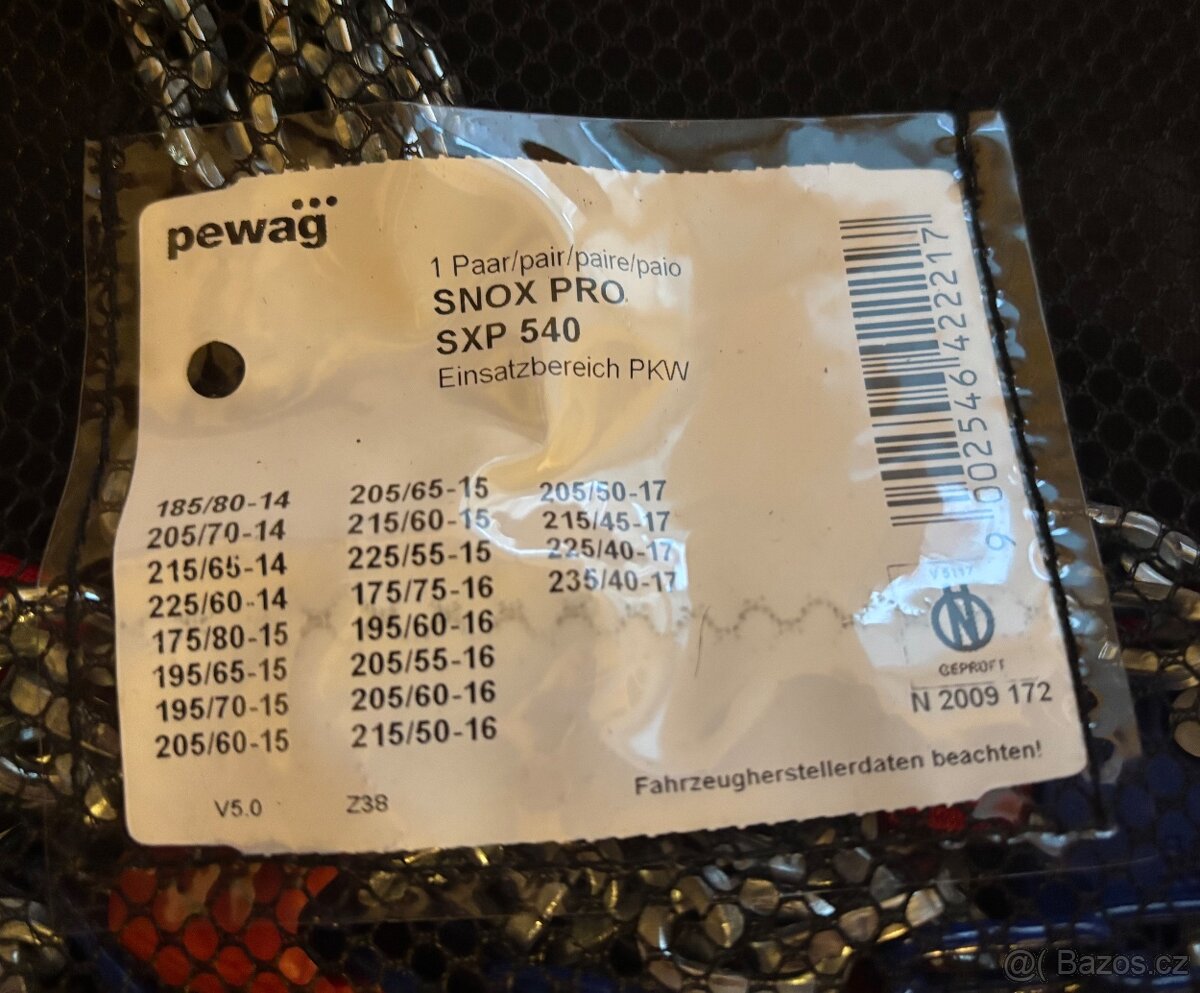 pewag
1 Paar/pair/paire/paio
SNOX PRO
SXP 540
Einsatzbereich PKW
185/80-14
205/70-14
215/65-14
225/60-14
175/80-15
195/65-15
195/70-15
205/60-15
205/65-15
215/60-15
225/55-15
175/75-16
195/60-16
205/55-16
205/60-16
215/50-16
205/50-17
215/45-17
225/40-17
235/40-17
V5.0 Z38
9 002546 422217
V5117
N
GEPRÜFT
N 2009 172
Fahrzeugherstellerdaten beachten!
@( Bazos.cz